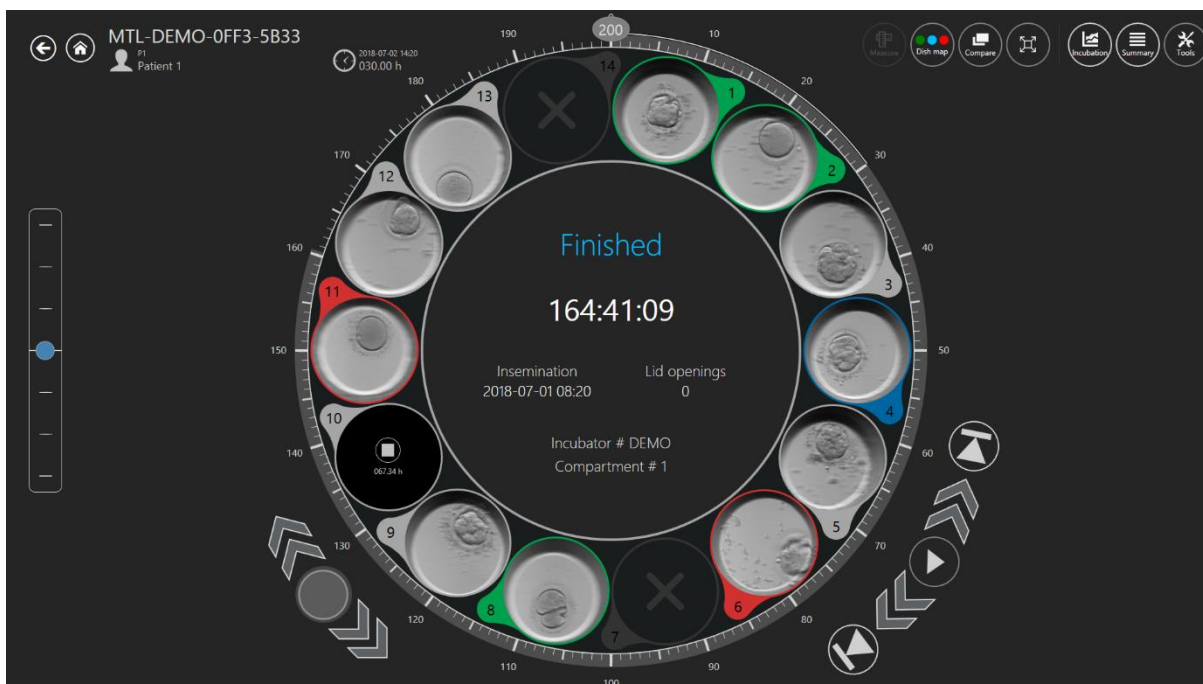 MTL-DEMO-0FF3-5B33
P1
Patient 1
2018-07-02 14:20
030.00 h
Measure
Dish map
Compare
Incubation
Summary
Tools
200
10
20
30
40
50
60
70
80
90
100
110
120
130
140
150
160
170
180
190
1
2
3
4
5
6
7
8
9
10
11
12
13
14
067.34 h
Finished
164:41:09
Insemination
2018-07-01 08:20
Lid openings
0
Incubator # DEMO
Compartment # 1